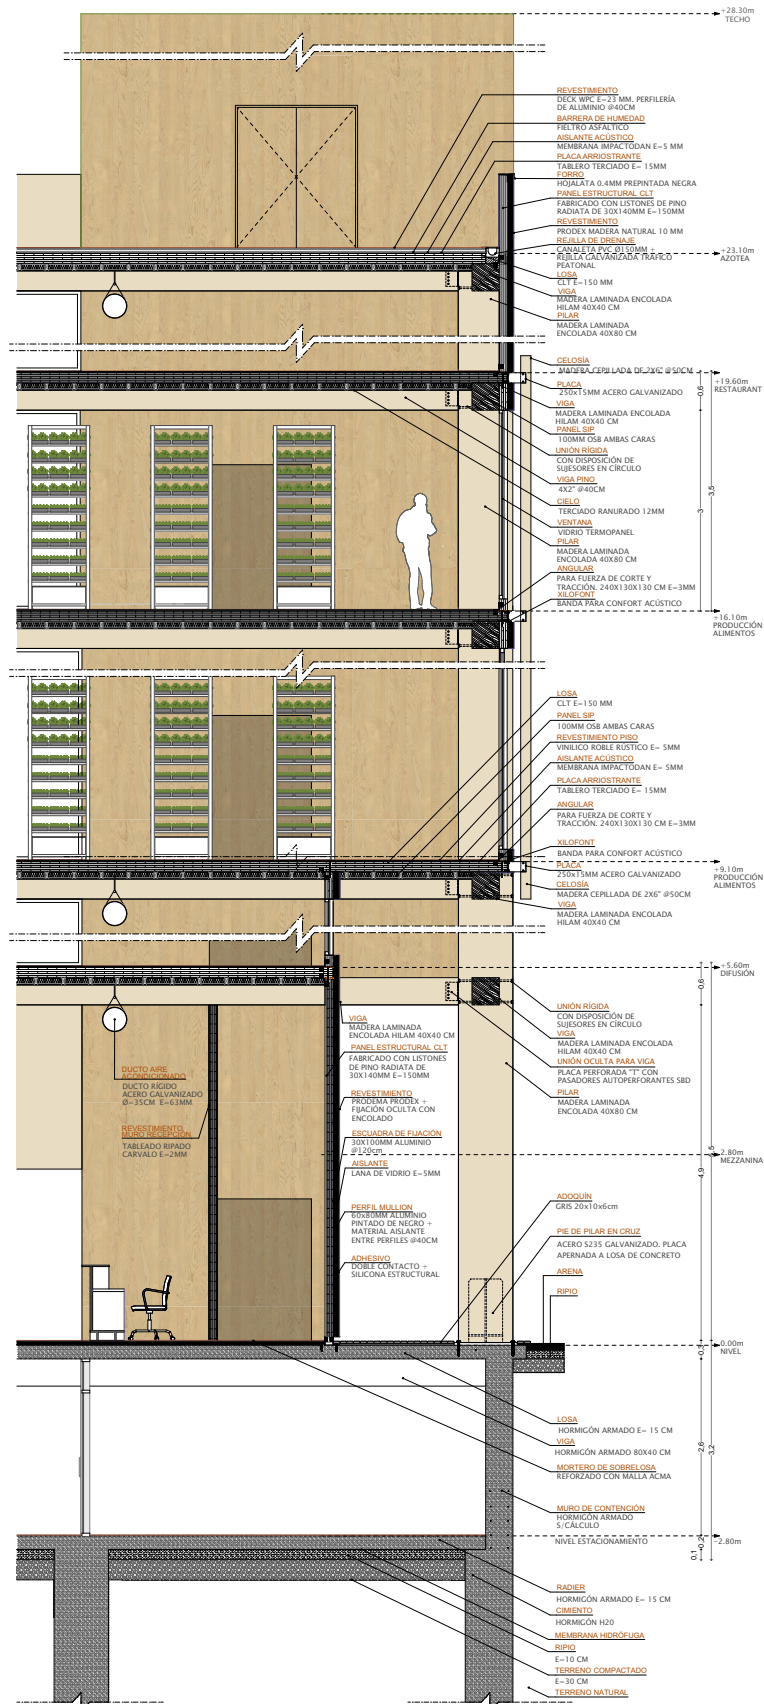 +28.30m
TECHO
REVESTIMIENTO
DECK WPC E-23 MM. PERFILERÍA
DE ALUMINIO @40CM
BARRERA DE HUMEDAD
FIELTRO ASFÁLTICO
AISLANTE ACÚSTICO
MEMBRANA IMPACTODAN E-5 MM
PLACA ARRIOSTRANTE
TABLERO TERCIADO E- 15MM
FORRO
HOJALATA 0.4MM PREPINTADA NEGRA
PANEL ESTRUCTURAL CLT
FABRICADO CON LISTONES DE PINO
RADIATA DE 30X140MM E-150MM
REVESTIMIENTO
PRODEX MADERA NATURAL 10 MM
REJILLA DE DRENAJE
CANALETA PVC Ø150MM +
REJILLA GALVANIZADA TRÁFICO
PEATONAL
+23.10m
AZOTEA
LOSA
CLT E-150 MM
VIGA
MADERA LAMINADA ENCOLADA
HILAM 40X40 CM
PILAR
MADERA LAMINADA
ENCOLADA 40X80 CM
CELOSÍA
MADERA CEPILLADA DE 2X6" @50CM
+19.60m
RESTAURANT
PLACA
250x15MM ACERO GALVANIZADO
VIGA
MADERA LAMINADA ENCOLADA
HILAM 40X40 CM
PANEL SIP
100MM OSB AMBAS CARAS
UNIÓN RÍGIDA
CON DISPOSICIÓN DE
SUJESORES EN CÍRCULO
VIGA PINO
4X2" @40CM
CIELO
TERCIADO RANURADO 12MM
VENTANA
VIDRIO TERMOPANEL
PILAR
MADERA LAMINADA
ENCOLADA 40X80 CM
ANGULAR
PARA FUERZA DE CORTE Y
TRACCIÓN. 240X130X130 CM E-3MM
XILOFONT
BANDA PARA CONFORT ACÚSTICO
0,6
3
3,5
+16.10m
PRODUCCIÓN
ALIMENTOS
LOSA
CLT E-150 MM
PANEL SIP
100MM OSB AMBAS CARAS
REVESTIMIENTO PISO
VINILICO ROBLE RÚSTICO E- 5MM
AISLANTE ACÚSTICO
MEMBRANA IMPACTODAN E- 5MM
PLACA ARRIOSTRANTE
TABLERO TERCIADO E- 15MM
ANGULAR
PARA FUERZA DE CORTE Y
TRACCIÓN. 240X130X130 CM E-3MM
XILOFONT
BANDA PARA CONFORT ACÚSTICO
PLACA
250x15MM ACERO GALVANIZADO
+9.10m
PRODUCCIÓN
ALIMENTOS
CELOSÍA
MADERA CEPILLADA DE 2X6" @50CM
VIGA
MADERA LAMINADA ENCOLADA
HILAM 40X40 CM
+5.60m
DIFUSIÓN
UNIÓN RÍGIDA
CON DISPOSICIÓN DE
SUJESORES EN CÍRCULO
VIGA
MADERA LAMINADA ENCOLADA
HILAM 40X40 CM
UNIÓN OCULTA PARA VIGA
PLACA PERFORADA "T" CON
PASADORES AUTOPERFORANTES SBD
PILAR
MADERA LAMINADA
ENCOLADA 40X80 CM
VIGA
MADERA LAMINADA
ENCOLADA HILAM 40X40 CM
PANEL ESTRUCTURAL CLT
FABRICADO CON LISTONES
DE PINO RADIATA DE
30X140MM E-150MM
REVESTIMIENTO
PRODEMA PRODEX +
FIJACIÓN OCULTA CON
ENCOLADO
ESCUADRA DE FIJACIÓN
30X100MM ALUMINIO
@120cm
AISLANTE
LANA DE VIDRIO E-5MM
PERFIL MULLION
60x80MM ALUMINIO
PINTADO DE NEGRO +
MATERIAL AISLANTE
ENTRE PERFILES @40CM
ADHESIVO
DOBLE CONTACTO +
SILICONA ESTRUCTURAL
DUCTO AIRE
ACONDICIONADO
DUCTO RÍGIDO
ACERO GALVANIZADO
Ø-35CM E-63MM
REVESTIMIENTO
MURO RECEPCIÓN
TABLEADO RIPADO
CARVALO E-2MM
0,6
4,9
2.80m
MEZZANINA
ADOQUÍN
GRIS 20x10x6cm
PIE DE PILAR EN CRUZ
ACERO S235 GALVANIZADO. PLACA
APERNADA A LOSA DE CONCRETO
ARENA
RIPIO
0.00m
NIVEL
LOSA
HORMIGÓN ARMADO E- 15 CM
VIGA
HORMIGÓN ARMADO 80X40 CM
MORTERO DE SOBRELOSA
REFORZADO CON MALLA ACMA
MURO DE CONTENCIÓN
HORMIGÓN ARMADO
S/CÁLCULO
2,6
3,2
0,2
0,1
NIVEL ESTACIONAMIENTO
-2.80m
RADIER
HORMIGÓN ARMADO E- 15 CM
CIMIENTO
HORMIGÓN H20
MEMBRANA HIDRÓFUGA
RIPIO
E-10 CM
TERRENO COMPACTADO
E-30 CM
TERRENO NATURAL